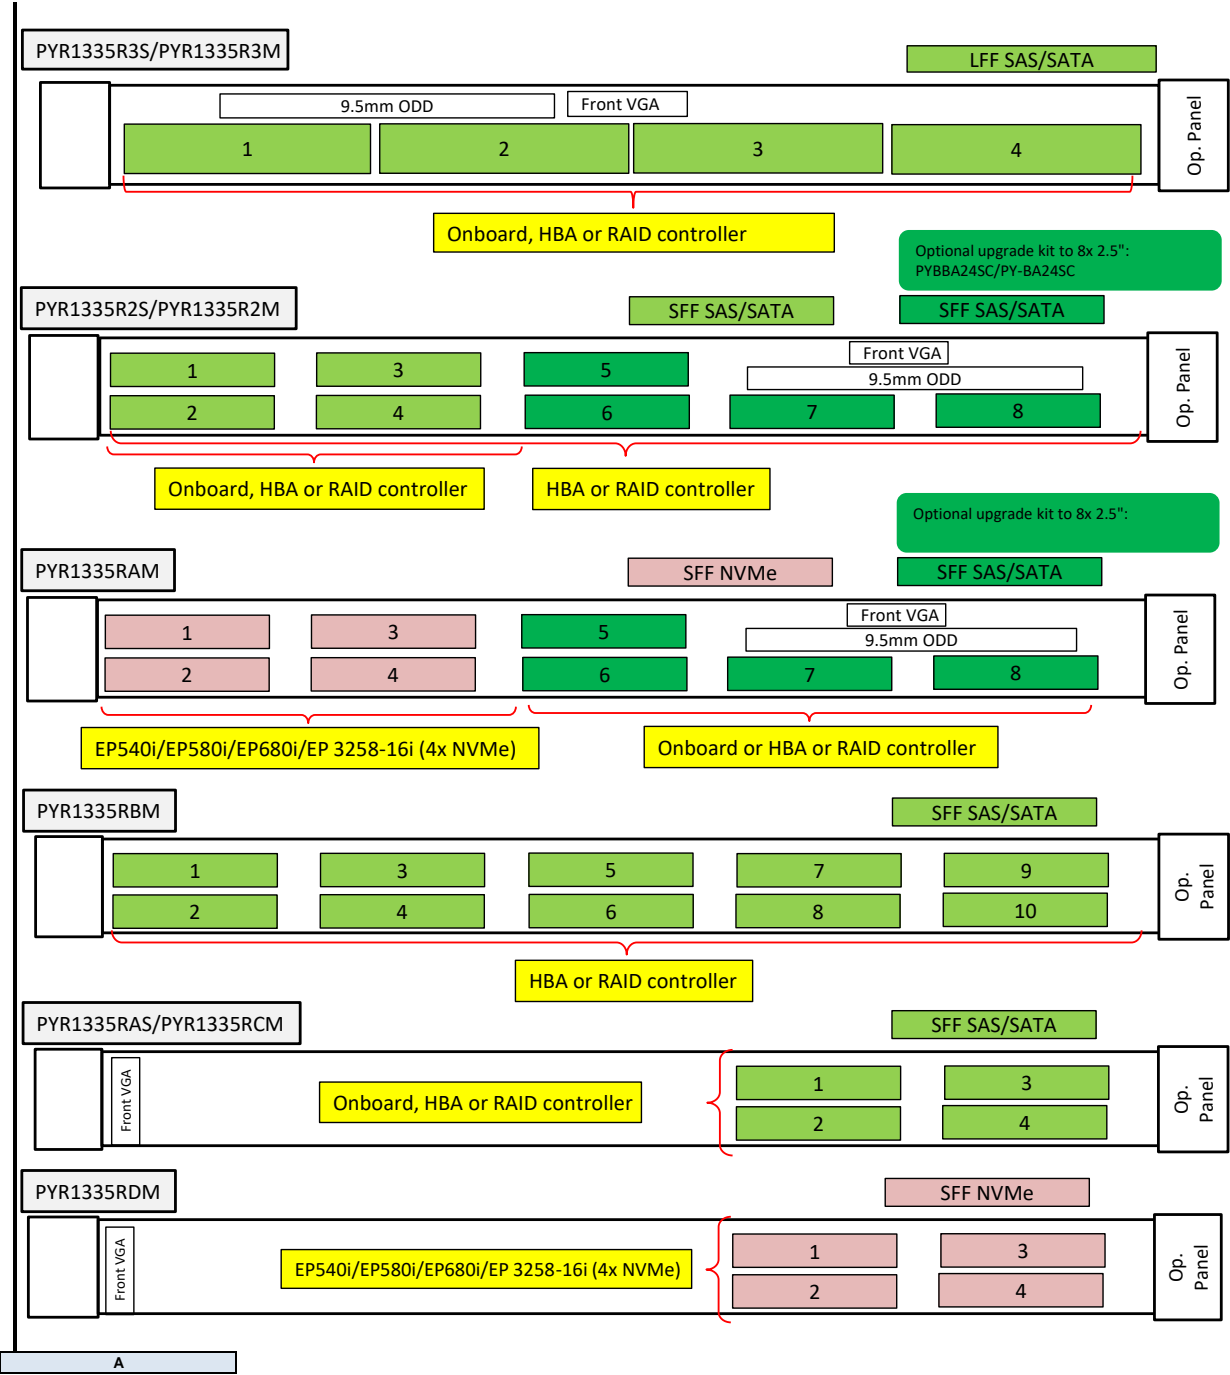 PYR1335R3S/PYR1335R3M
LFF SAS/SATA
9.5mm ODD
Front VGA
1
2
3
4
Op. Panel
Onboard, HBA or RAID controller
Optional upgrade kit to 8x 2.5":
PYBBA24SC/PY-BA24SC
PYR1335R2S/PYR1335R2M
SFF SAS/SATA
SFF SAS/SATA
Front VGA
9.5mm ODD
1
3
5
2
4
6
7
8
Op. Panel
Onboard, HBA or RAID controller
HBA or RAID controller
Optional upgrade kit to 8x 2.5":
PYR1335RAM
SFF NVMe
SFF SAS/SATA
Front VGA
9.5mm ODD
1
3
5
2
4
6
7
8
Op. Panel
EP540i/EP580i/EP680i/EP 3258-16i (4x NVMe)
Onboard or HBA or RAID controller
PYR1335RBM
SFF SAS/SATA
1
3
5
7
9
2
4
6
8
10
Op.
Panel
HBA or RAID controller
PYR1335RAS/PYR1335RCM
SFF SAS/SATA
Front VGA
Onboard, HBA or RAID controller
1
3
2
4
Op.
Panel
PYR1335RDM
SFF NVMe
Front VGA
EP540i/EP580i/EP680i/EP 3258-16i (4x NVMe)
1
3
2
4
Op.
Panel
A